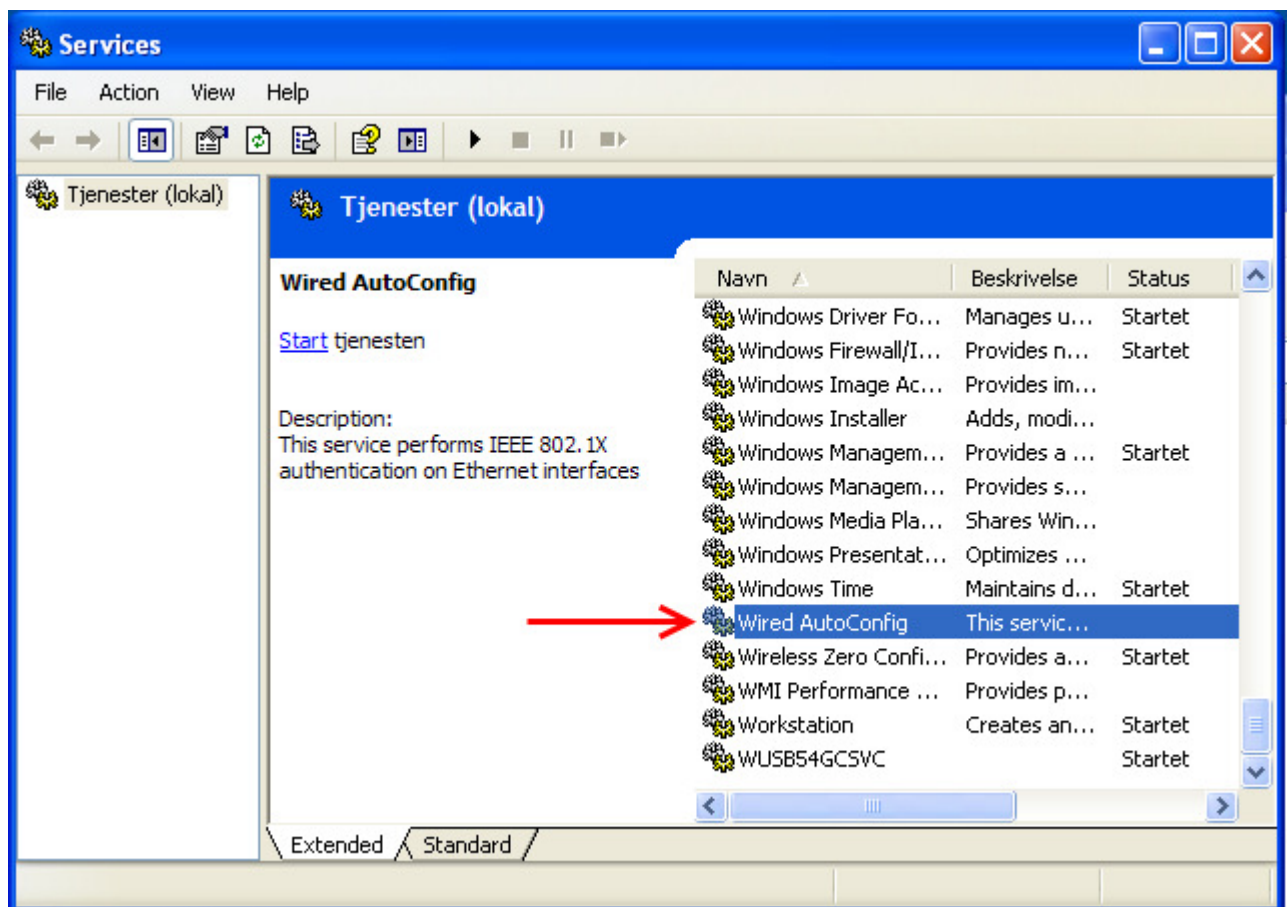 Services
File Action View Help
Tjenester (lokal)
Tjenester (lokal)
Wired AutoConfig
Start tjenesten
Description:
This service performs IEEE 802.1X
authentication on Ethernet interfaces
Navn Beskrivelse Status
Windows Driver Fo... Manages u... Startet
Windows Firewall/I... Provides n... Startet
Windows Image Ac... Provides im...
Windows Installer Adds, modi...
Windows Managem... Provides a ... Startet
Windows Managem... Provides s...
Windows Media Pla... Shares Win...
Windows Presentat... Optimizes ...
Windows Time Maintains d... Startet
Wired AutoConfig This servic...
Wireless Zero Confi... Provides a... Startet
WMI Performance ... Provides p...
Workstation Creates an... Startet
WUSB54GCSVC Startet
Extended Standard